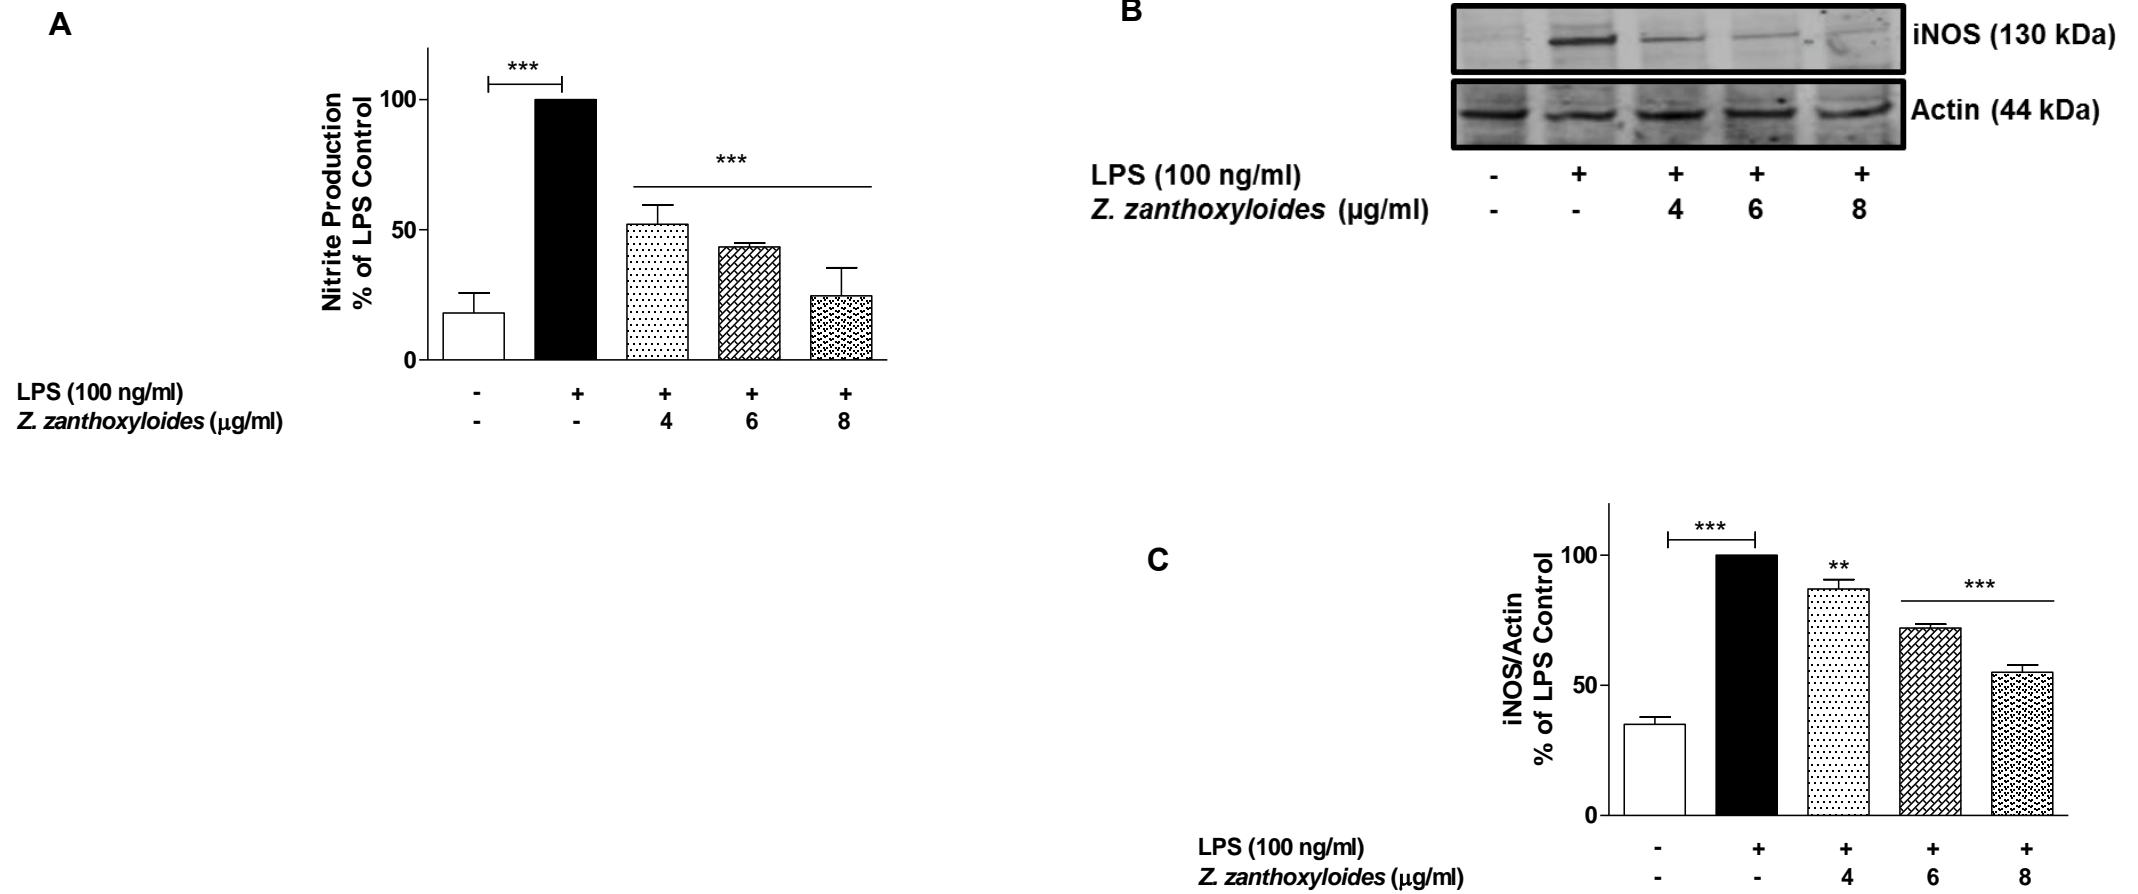 A
***
***
Nitrite Production
% of LPS Control
100
50
0
LPS (100 ng/ml) - + + + +
Z. zanthoxyloides (μg/ml) - - 4 6 8
B
iNOS (130 kDa)
Actin (44 kDa)
LPS (100 ng/ml) - + + + +
Z. zanthoxyloides (μg/ml) - - 4 6 8
C
***
**
***
iNOS/Actin
% of LPS Control
100
50
0
LPS (100 ng/ml) - + + + +
Z. zanthoxyloides (μg/ml) - - 4 6 8